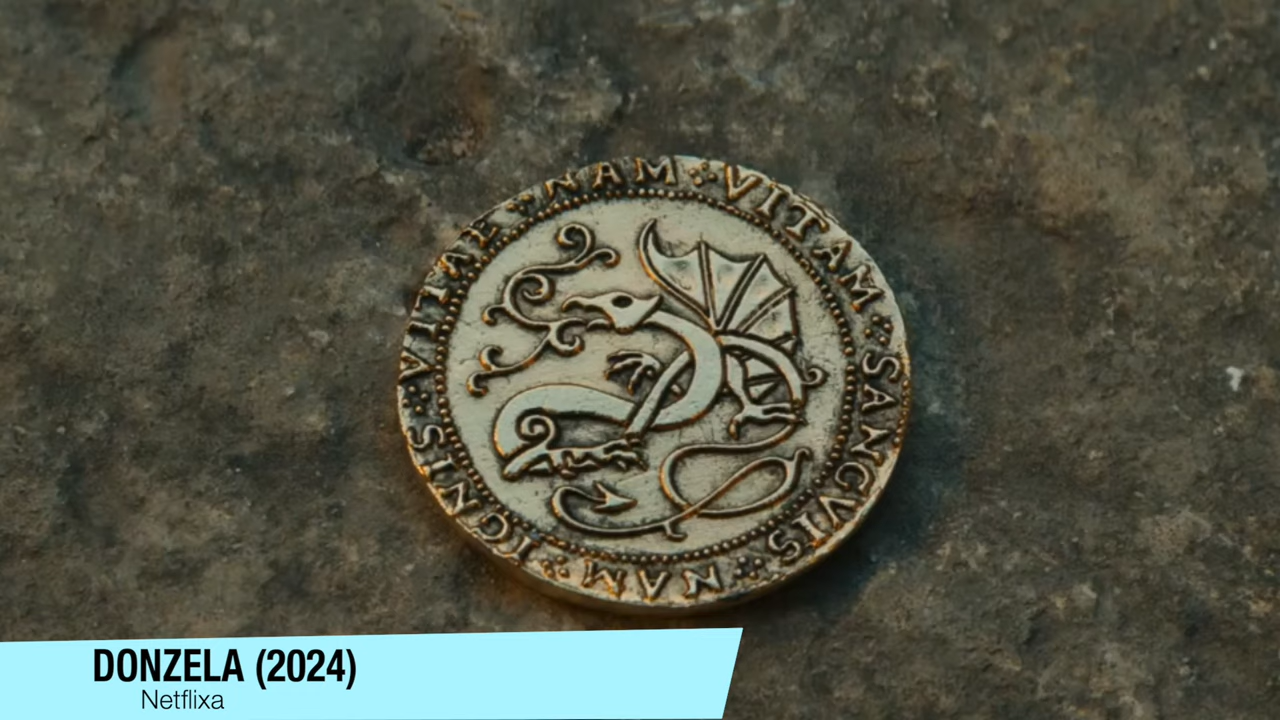 NAM ⁘ VITAM ⁘ SANGVIS ⁘ NAM ⁘ IGNIS ⁘ VITAE ⁘
DONZELA (2024)
Netflixa